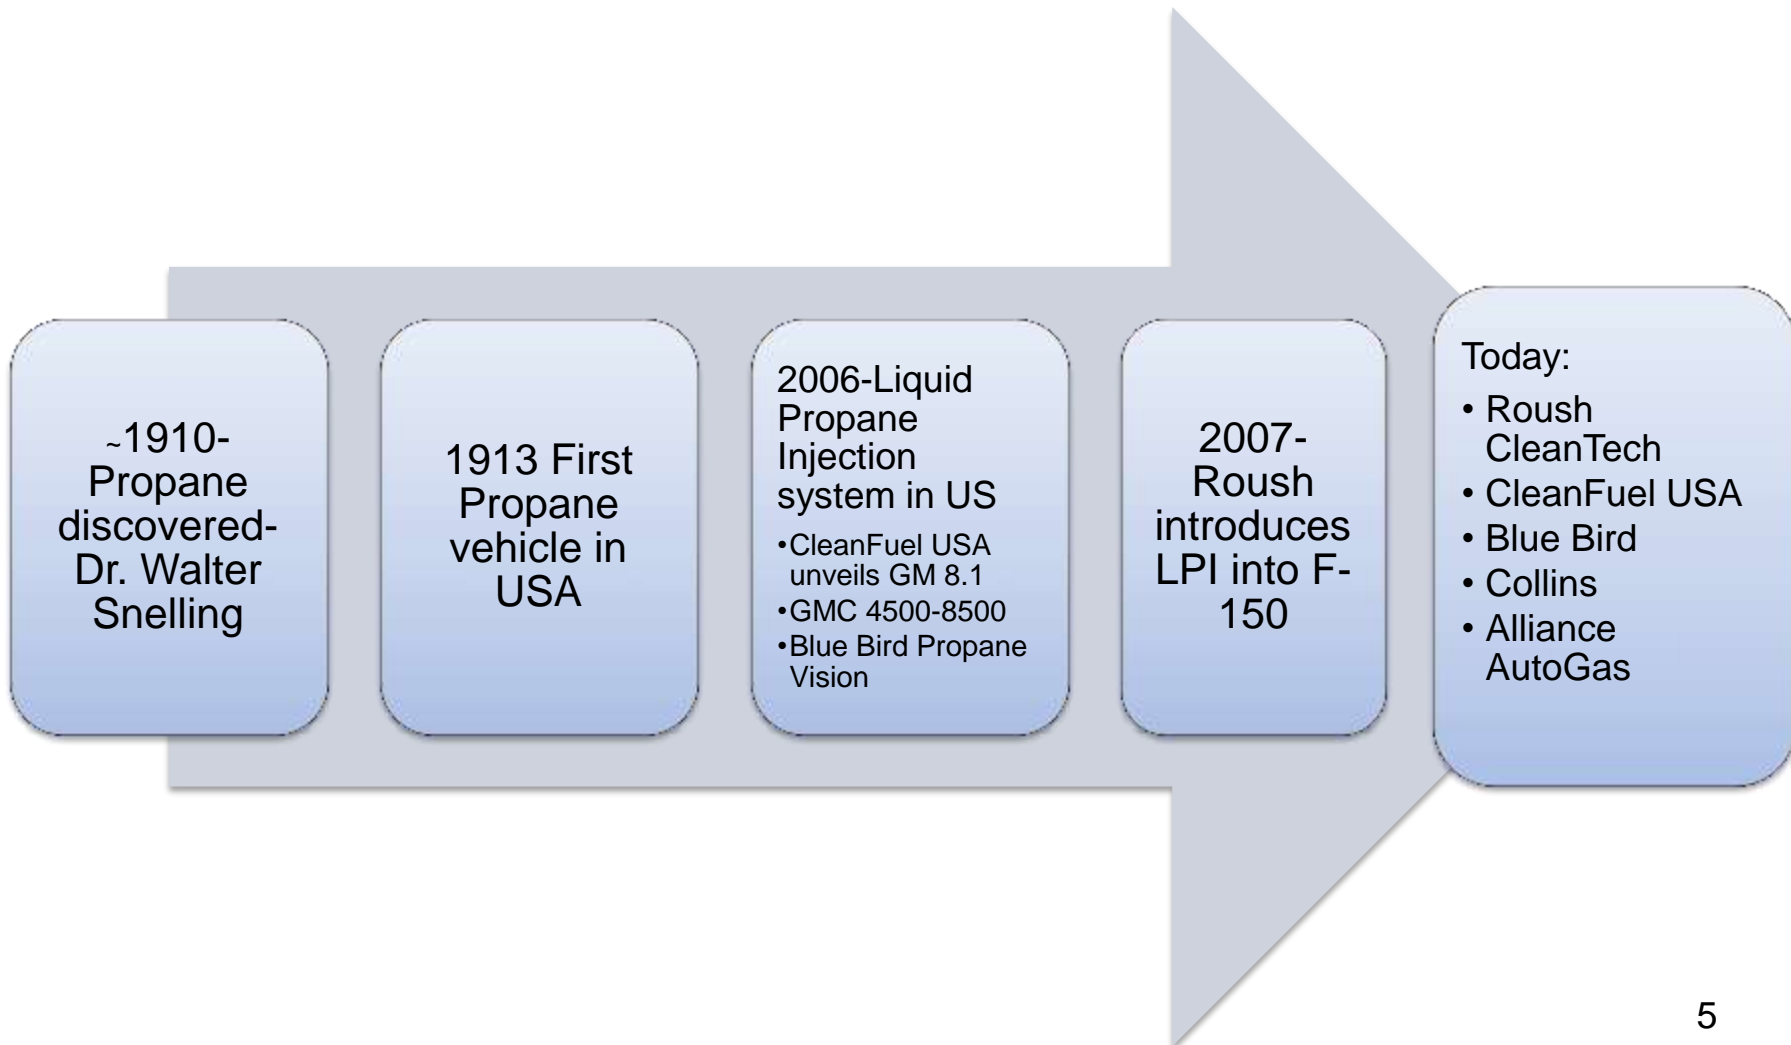 ~1910-
Propane
discovered-
Dr. Walter
Snelling
1913 First
Propane
vehicle in
USA
2006-Liquid
Propane
Injection
system in US
•CleanFuel USA
unveils GM 8.1
•GMC 4500-8500
•Blue Bird Propane
Vision
2007-
Roush
introduces
LPI into F-
150
Today:
• Roush
CleanTech
• CleanFuel USA
• Blue Bird
• Collins
• Alliance
AutoGas
5